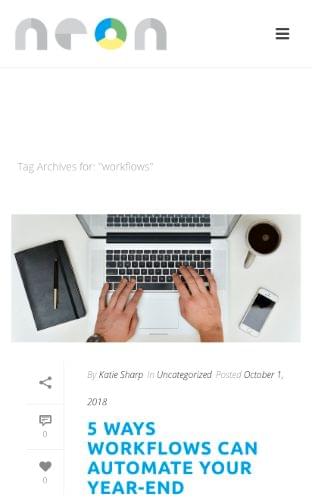 neon
Tag Archives for: "workflows"
By Katie Sharp In Uncategorized Posted October 1,
2018
0
0
5 WAYS
WORKFLOWS CAN
AUTOMATE YOUR
YEAR-END